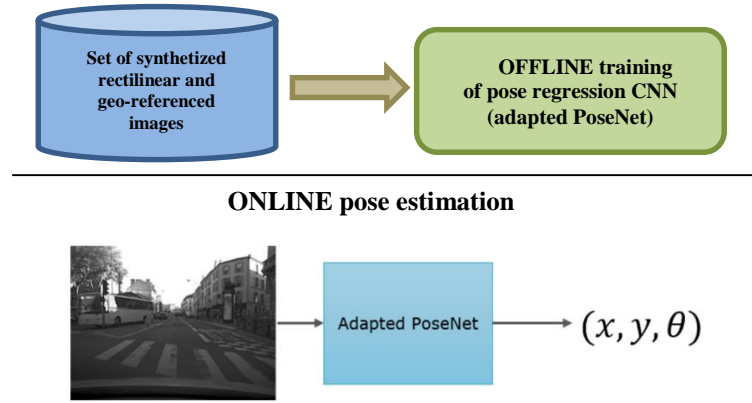 Set of synthetized
rectilinear and
geo-referenced
images
OFFLINE training
of pose regression CNN
(adapted PoseNet)
ONLINE pose estimation
Adapted PoseNet
(x, y, θ)